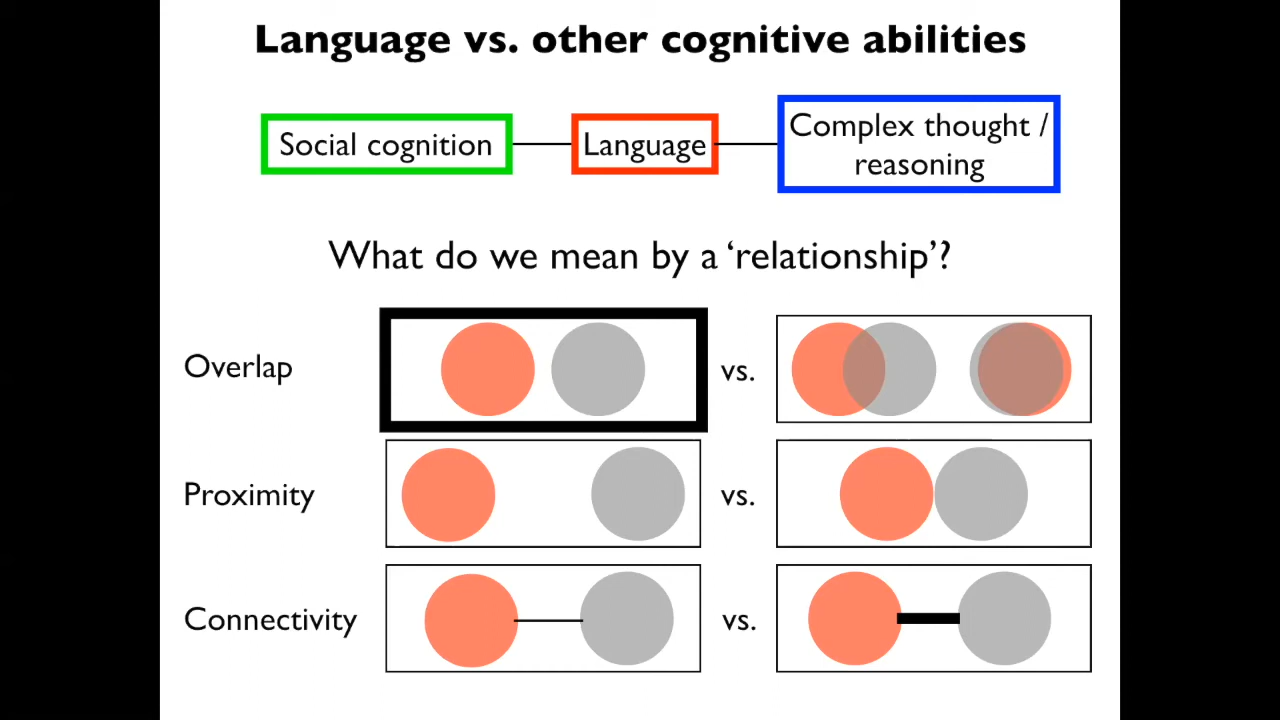 Language vs. other cognitive abilities
Social cognition
Language
Complex thought /
reasoning
What do we mean by a ‘relationship’?
Overlap
vs.
Proximity
vs.
Connectivity
vs.